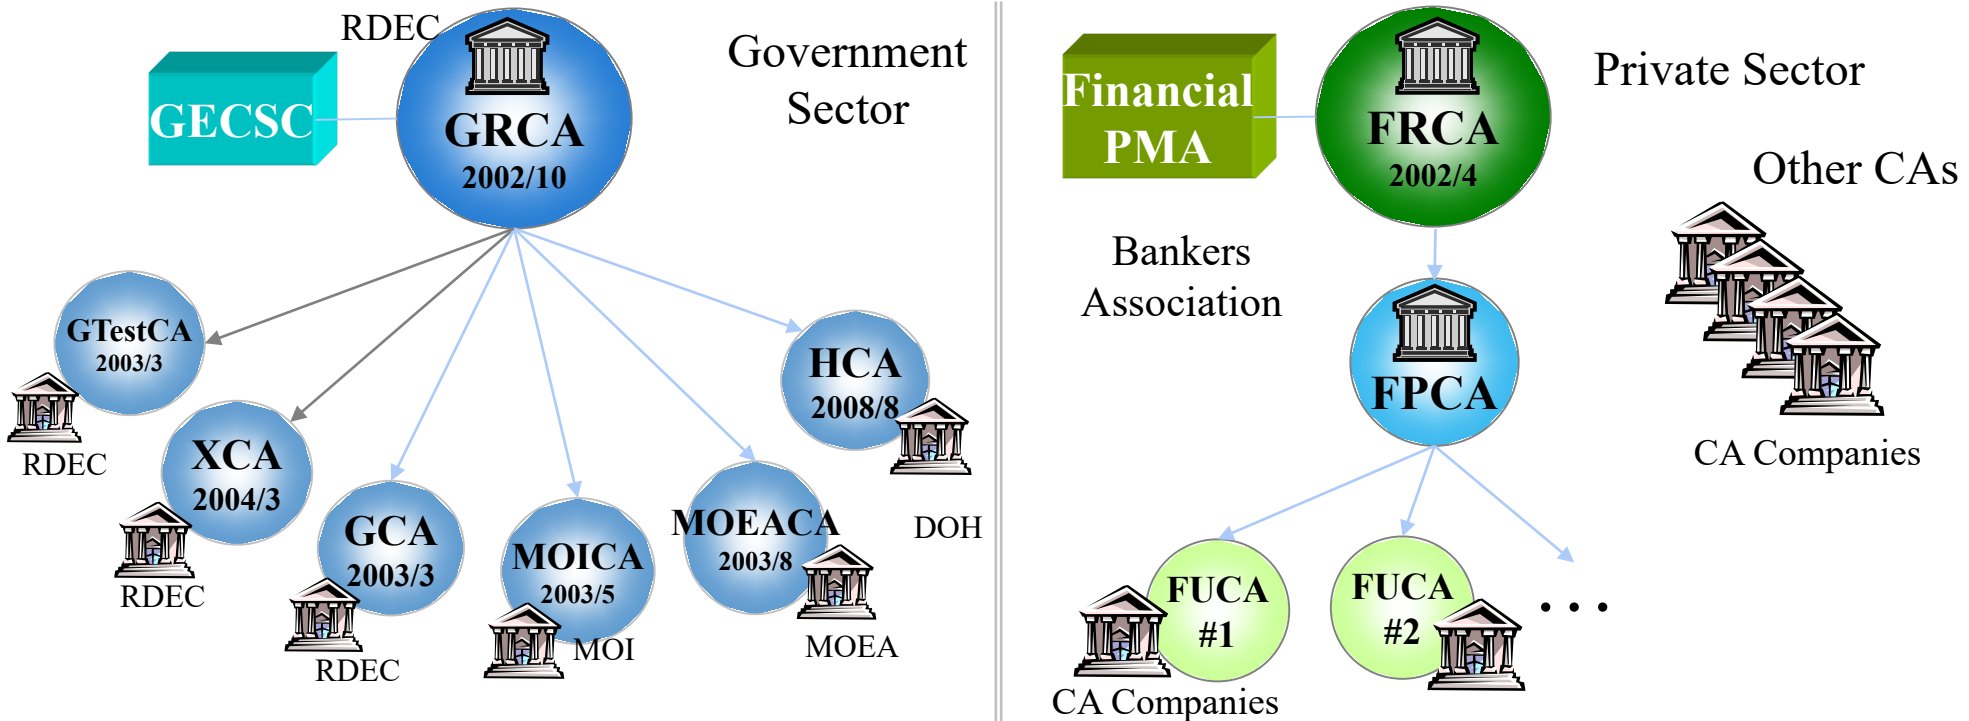 RDEC
GECSC
GRCA
2002/10
Government
Sector
GTestCA
2003/3
RDEC
XCA
2004/3
RDEC
GCA
2003/3
RDEC
MOICA
2003/5
MOI
MOEACA
2003/8
MOEA
HCA
2008/8
DOH
Financial
PMA
FRCA
2002/4
Private Sector
Other CAs
Bankers
Association
FPCA
CA Companies
FUCA
#1
CA Companies
FUCA
#2
...